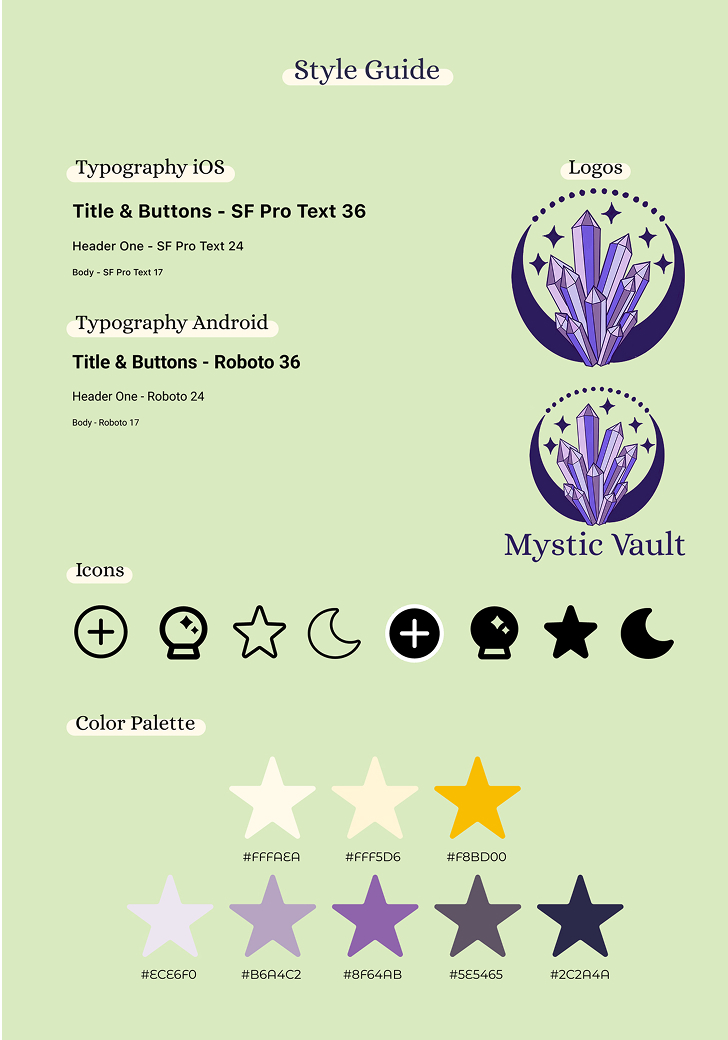 Style Guide
Typography iOS
Title & Buttons - SF Pro Text 36
Header One - SF Pro Text 24
Body - SF Pro Text 17
Typography Android
Title & Buttons - Roboto 36
Header One - Roboto 24
Body - Roboto 17
Logos
Mystic Vault
Icons
Color Palette
#FFFAEA
#FFF5D6
#F8BD00
#ECE6F0
#B6A4C2
#8F64AB
#5E5465
#2C2A4A